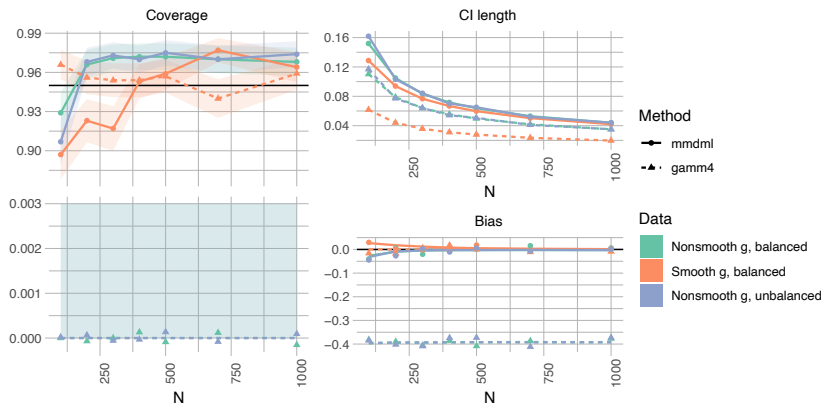 Coverage
0.99
0.96
0.93
0.90
0.003
0.002
0.001
0.000
250
500
750
1000
N
CI length
0.16
0.12
0.08
0.04
250
500
750
1000
N
Bias
0.0
−0.1
−0.2
−0.3
−0.4
250
500
750
1000
N
Method
mmdml
gamm4
Data
Nonsmooth g, balanced
Smooth g, balanced
Nonsmooth g, unbalanced